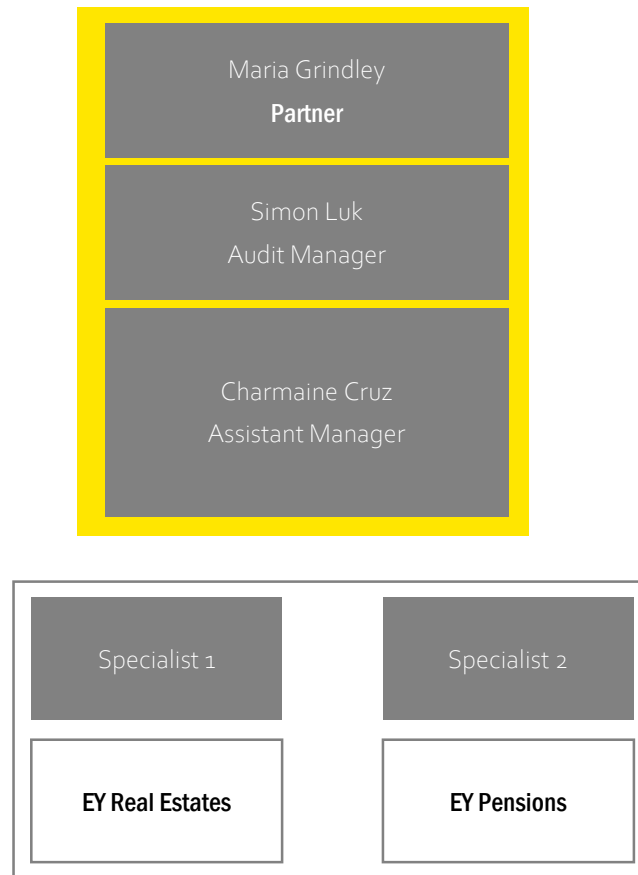 Maria Grindley
Partner
Simon Luk
Audit Manager
Charmaine Cruz
Assistant Manager
Specialist 1
Specialist 2
EY Real Estates
EY Pensions